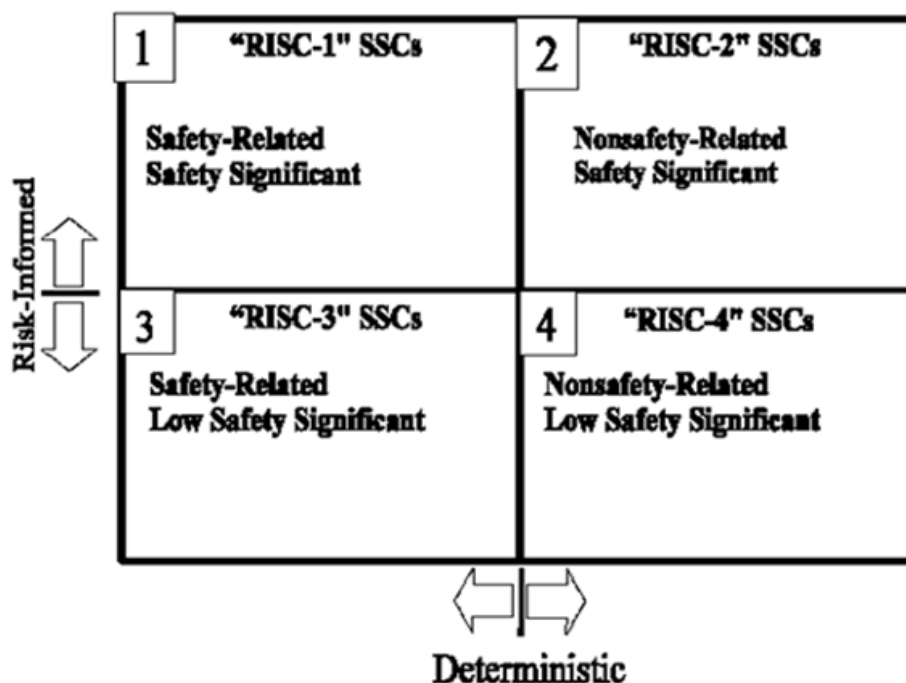 1
“RISC-1" SSCs
Safety-Related
Safety Significant
2
“RISC-2" SSCs
Nonsafety-Related
Safety Significant
Risk-Informed
3
“RISC-3" SSCs
Safety-Related
Low Safety Significant
4
“RISC-4" SSCs
Nonsafety-Related
Low Safety Significant
Deterministic